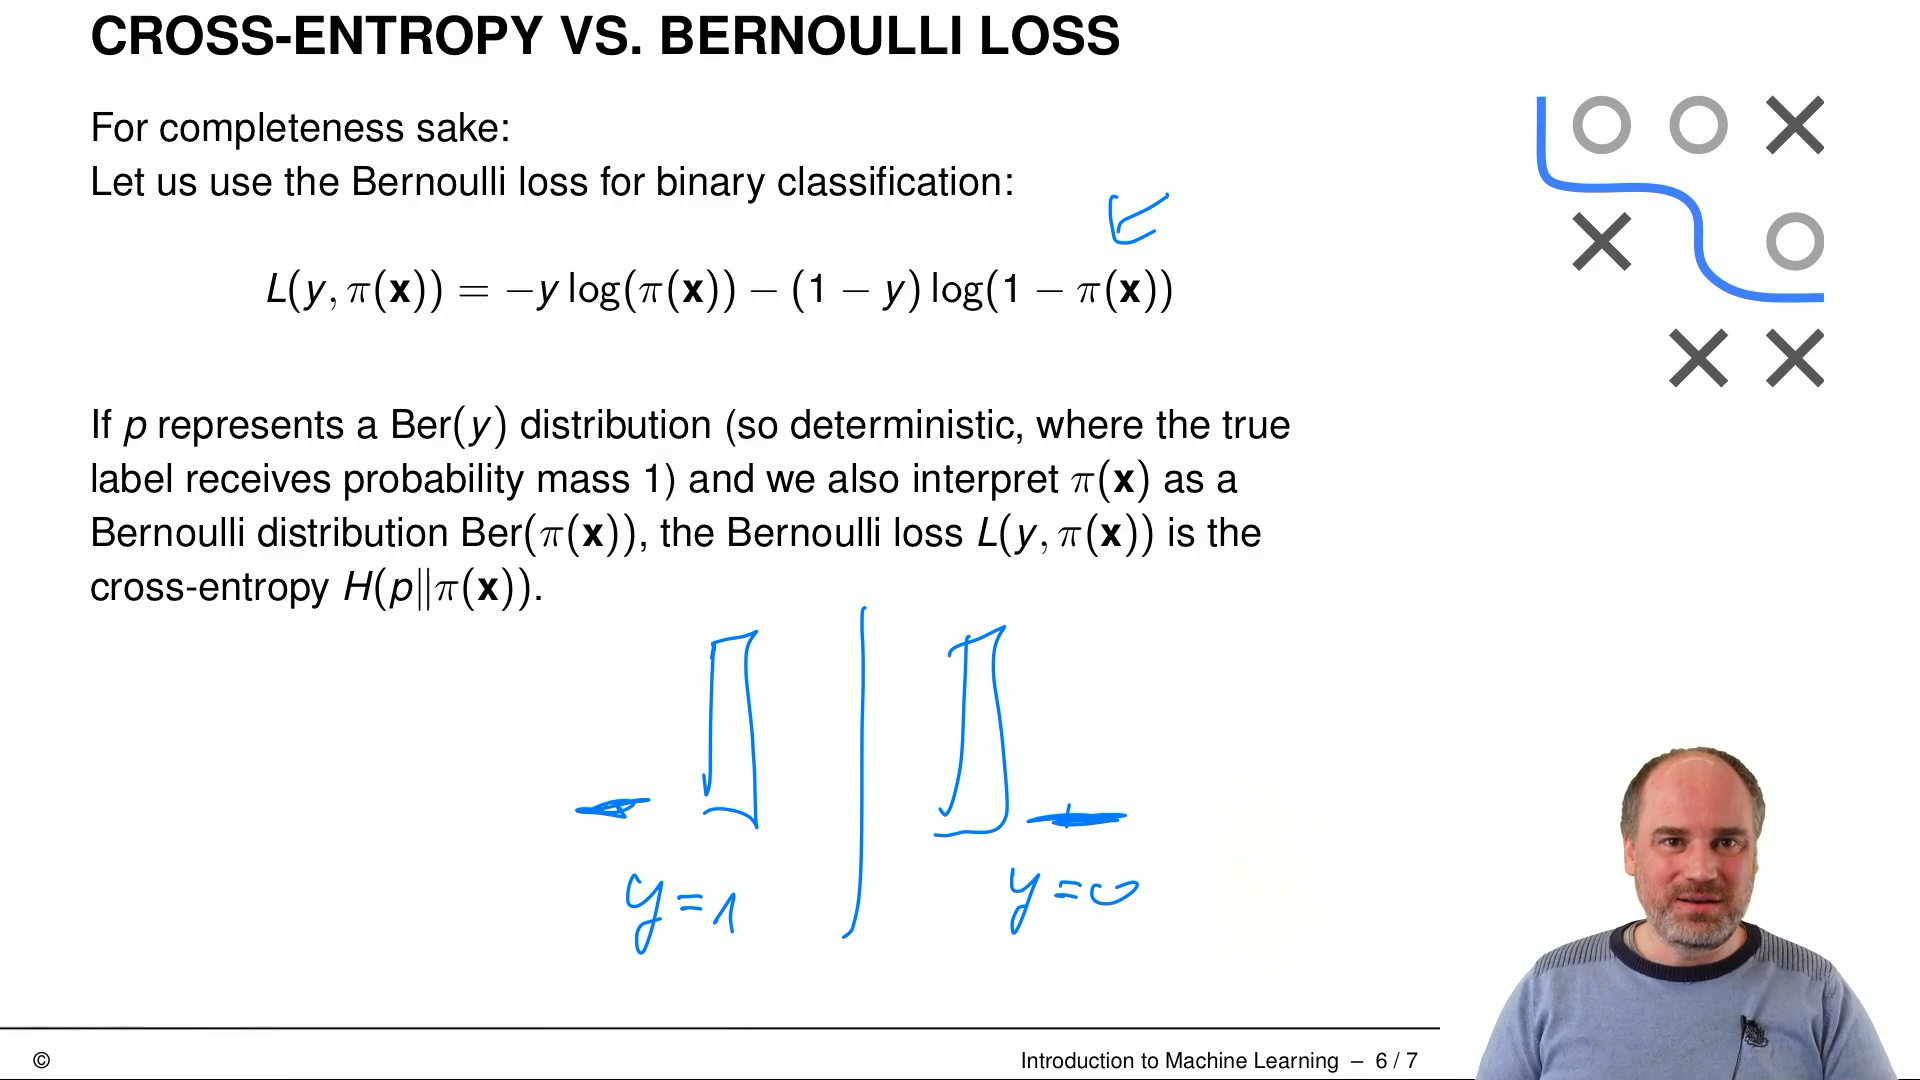 CROSS-ENTROPY VS. BERNOULLI LOSS
For completeness sake:
Let us use the Bernoulli loss for binary classification:
L(y, π(x)) = −y log(π(x)) − (1 − y) log(1 − π(x))
If p represents a Ber(y) distribution (so deterministic, where the true
label receives probability mass 1) and we also interpret π(x) as a
Bernoulli distribution Ber(π(x)), the Bernoulli loss L(y, π(x)) is the
cross-entropy H(p‖π(x)).
y = 1
y = 0
© Introduction to Machine Learning – 6 / 7